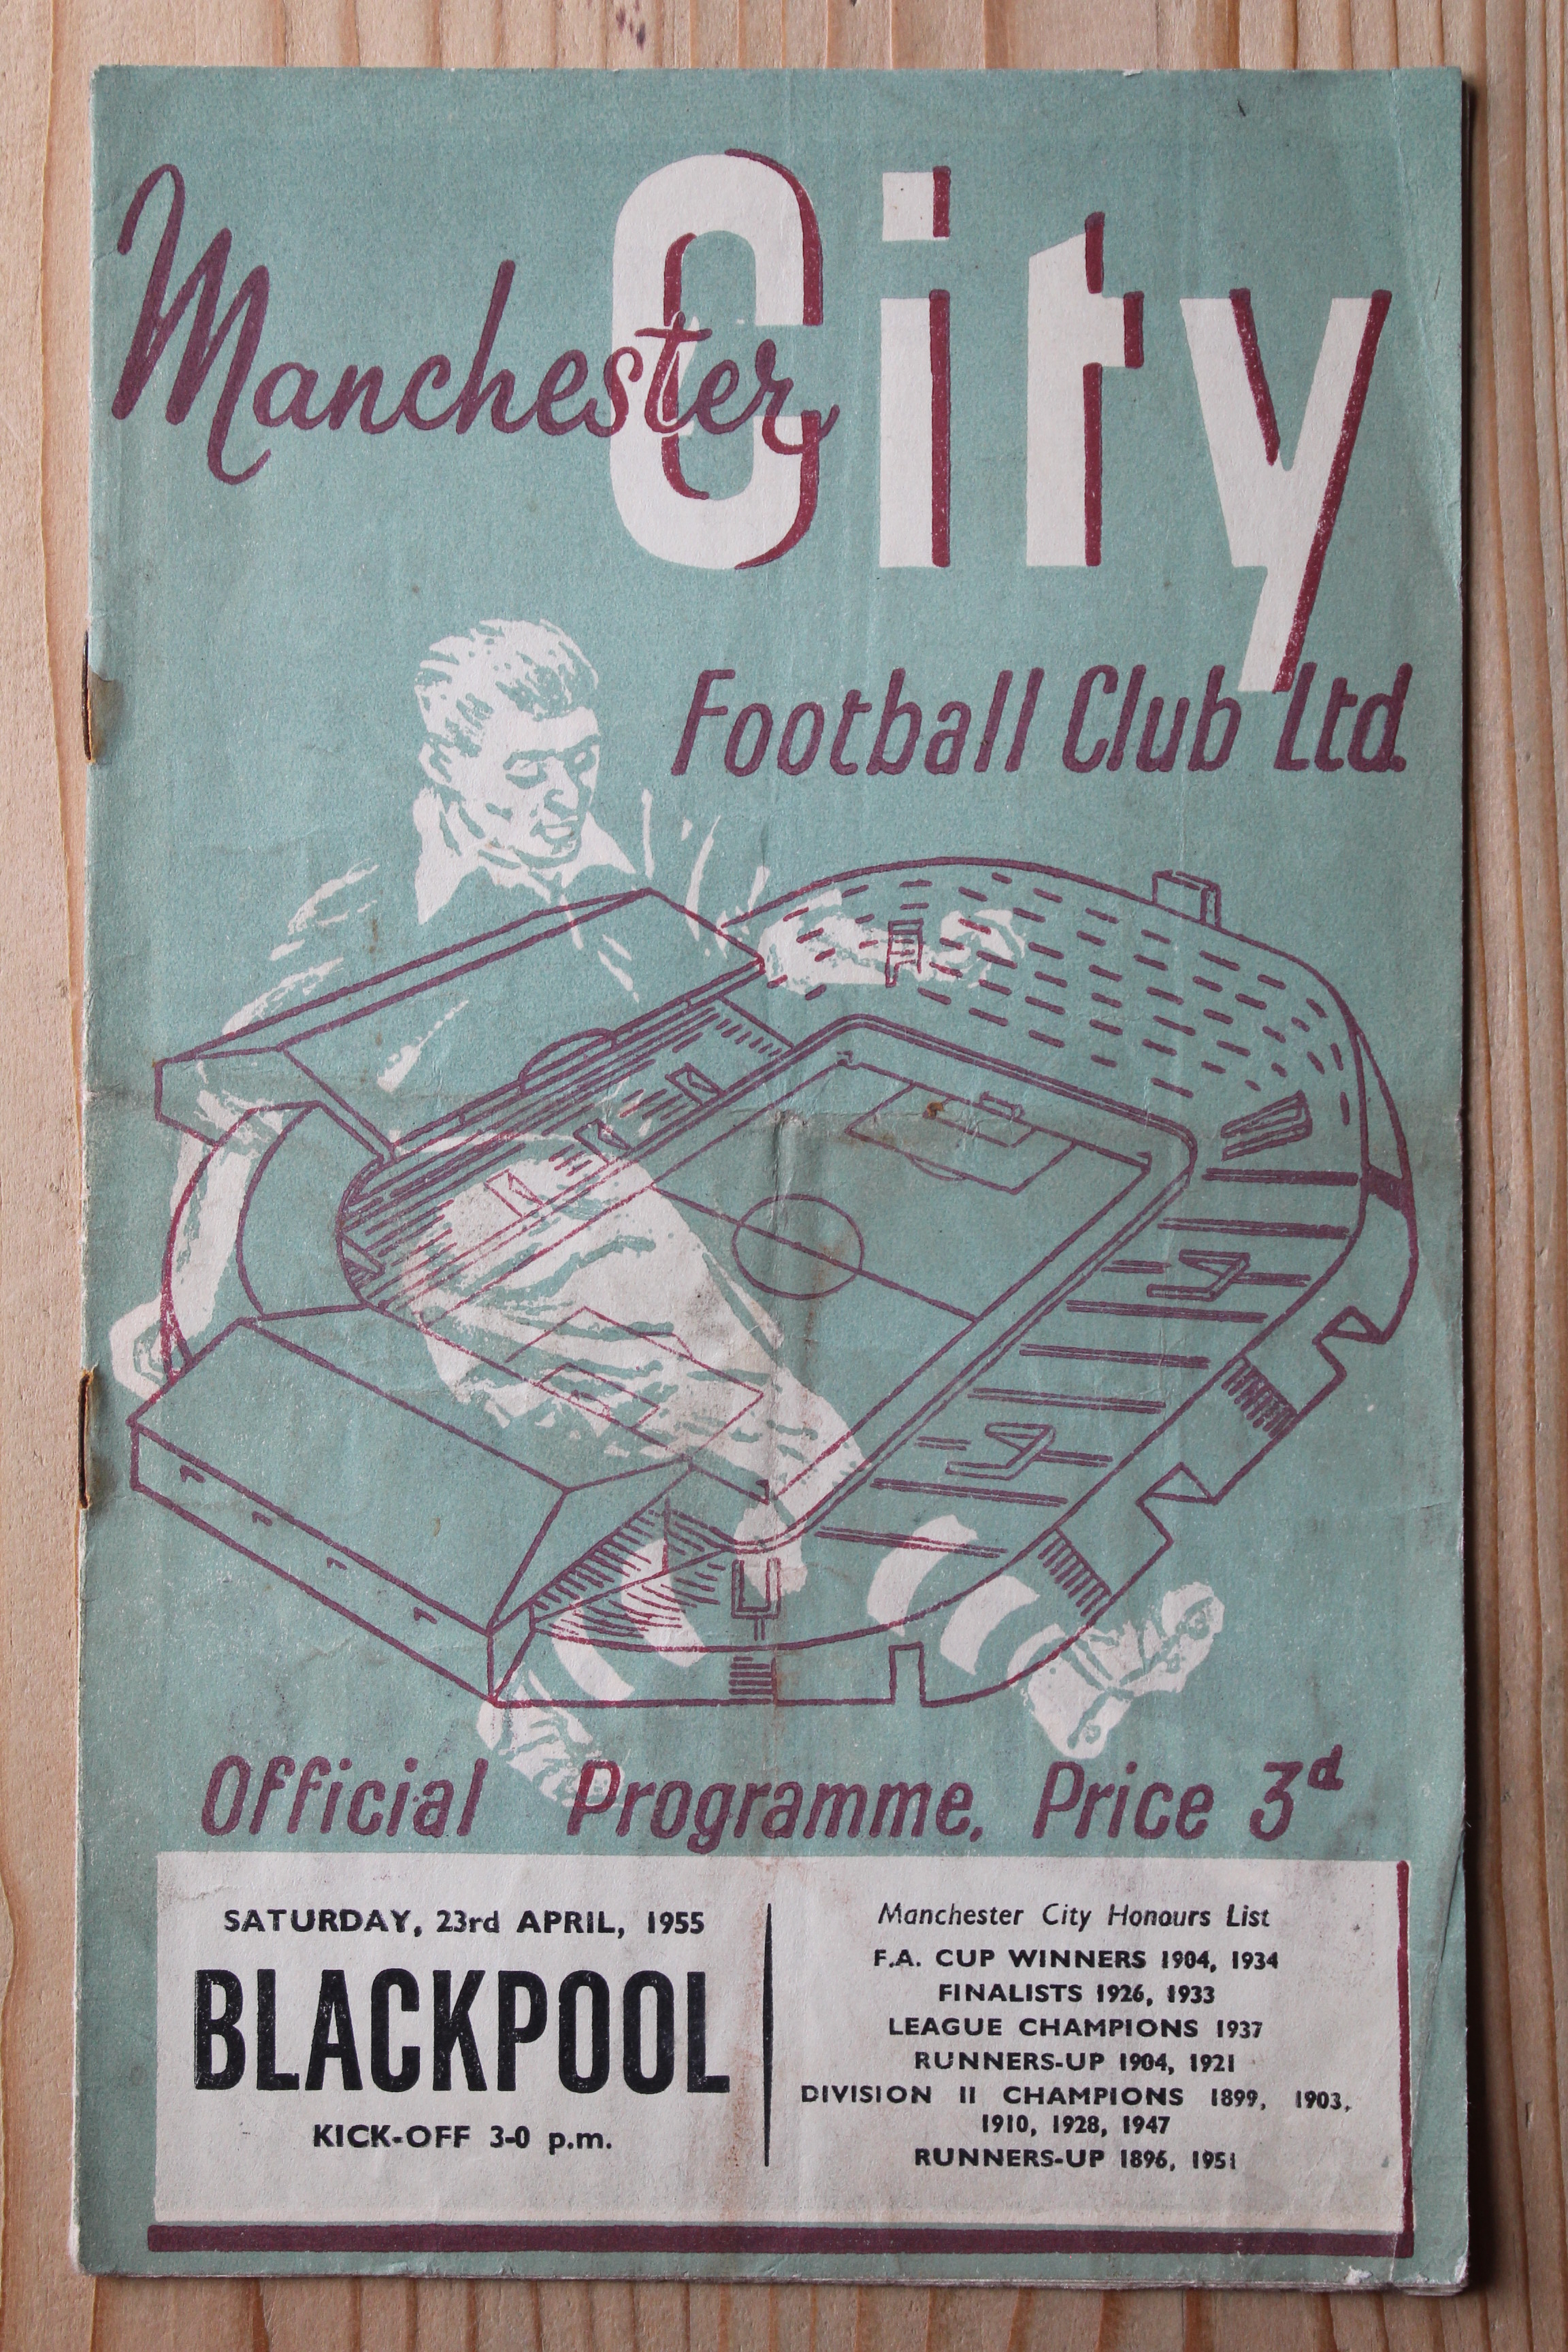 Manchester City
Football Club Ltd.
Official Programme. Price 3d
SATURDAY, 23rd APRIL, 1955
BLACKPOOL
KICK-OFF 3-0 p.m.
Manchester City Honours List
F.A. CUP WINNERS 1904, 1934
FINALISTS 1926, 1933
LEAGUE CHAMPIONS 1937
RUNNERS-UP 1904, 1921
DIVISION II CHAMPIONS 1899, 1903,
1910, 1928, 1947
RUNNERS-UP 1896, 1951